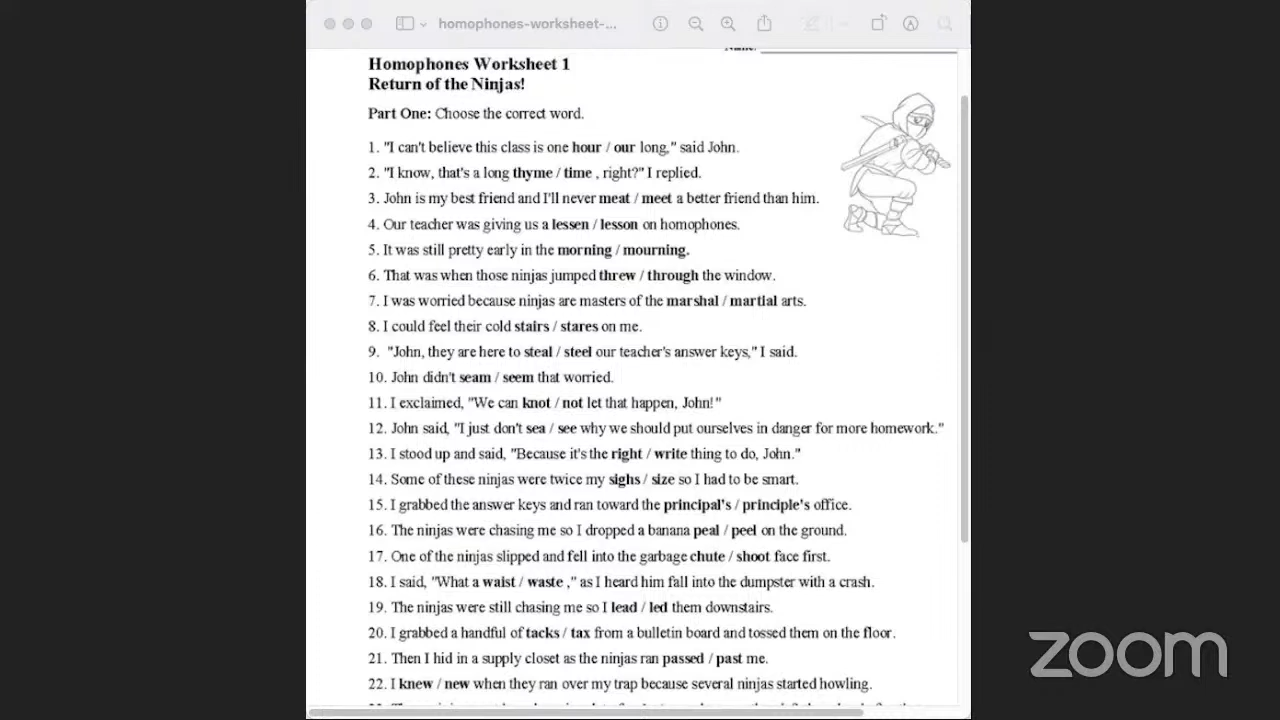 homophones-worksheet-...
Name:
Homophones Worksheet 1
Return of the Ninjas!
Part One: Choose the correct word.
1. "I can't believe this class is one hour / our long," said John.
2. "I know, that's a long thyme / time , right?" I replied.
3. John is my best friend and I'll never meat / meet a better friend than him.
4. Our teacher was giving us a lessen / lesson on homophones.
5. It was still pretty early in the morning / mourning.
6. That was when those ninjas jumped threw / through the window.
7. I was worried because ninjas are masters of the marshal / martial arts.
8. I could feel their cold stairs / stares on me.
9. "John, they are here to steal / steel our teacher's answer keys," I said.
10. John didn't seam / seem that worried.
11. I exclaimed, "We can knot / not let that happen, John!"
12. John said, "I just don't sea / see why we should put ourselves in danger for more homework."
13. I stood up and said, "Because it's the right / write thing to do, John."
14. Some of these ninjas were twice my sighs / size so I had to be smart.
15. I grabbed the answer keys and ran toward the principal's / principle's office.
16. The ninjas were chasing me so I dropped a banana peal / peel on the ground.
17. One of the ninjas slipped and fell into the garbage chute / shoot face first.
18. I said, "What a waist / waste ," as I heard him fall into the dumpster with a crash.
19. The ninjas were still chasing me so I lead / led them downstairs.
20. I grabbed a handful of tacks / tax from a bulletin board and tossed them on the floor.
21. Then I hid in a supply closet as the ninjas ran passed / past me.
22. I knew / new when they ran over my trap because several ninjas started howling.
zoom